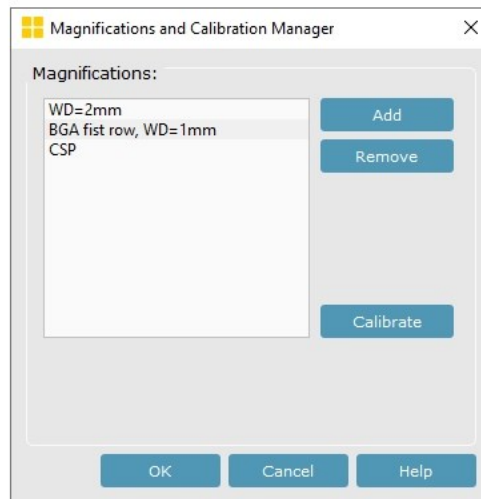 Magnifications and Calibration Manager
Magnifications:
WD=2mm
BGA fist row, WD=1mm
CSP
Add
Remove
Calibrate
OK
Cancel
Help